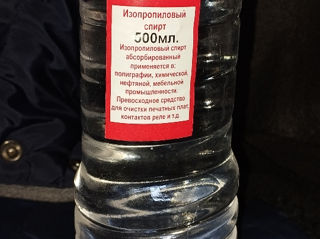 Изопропиловый
спирт
500мл.
Изопропиловый спирт
абсорбированный
применяется в:
полиграфии, химической,
нефтяной, мебельной
промышленности.
Превосходное средство
для очистки печатных плат,
контактов реле и т.д.